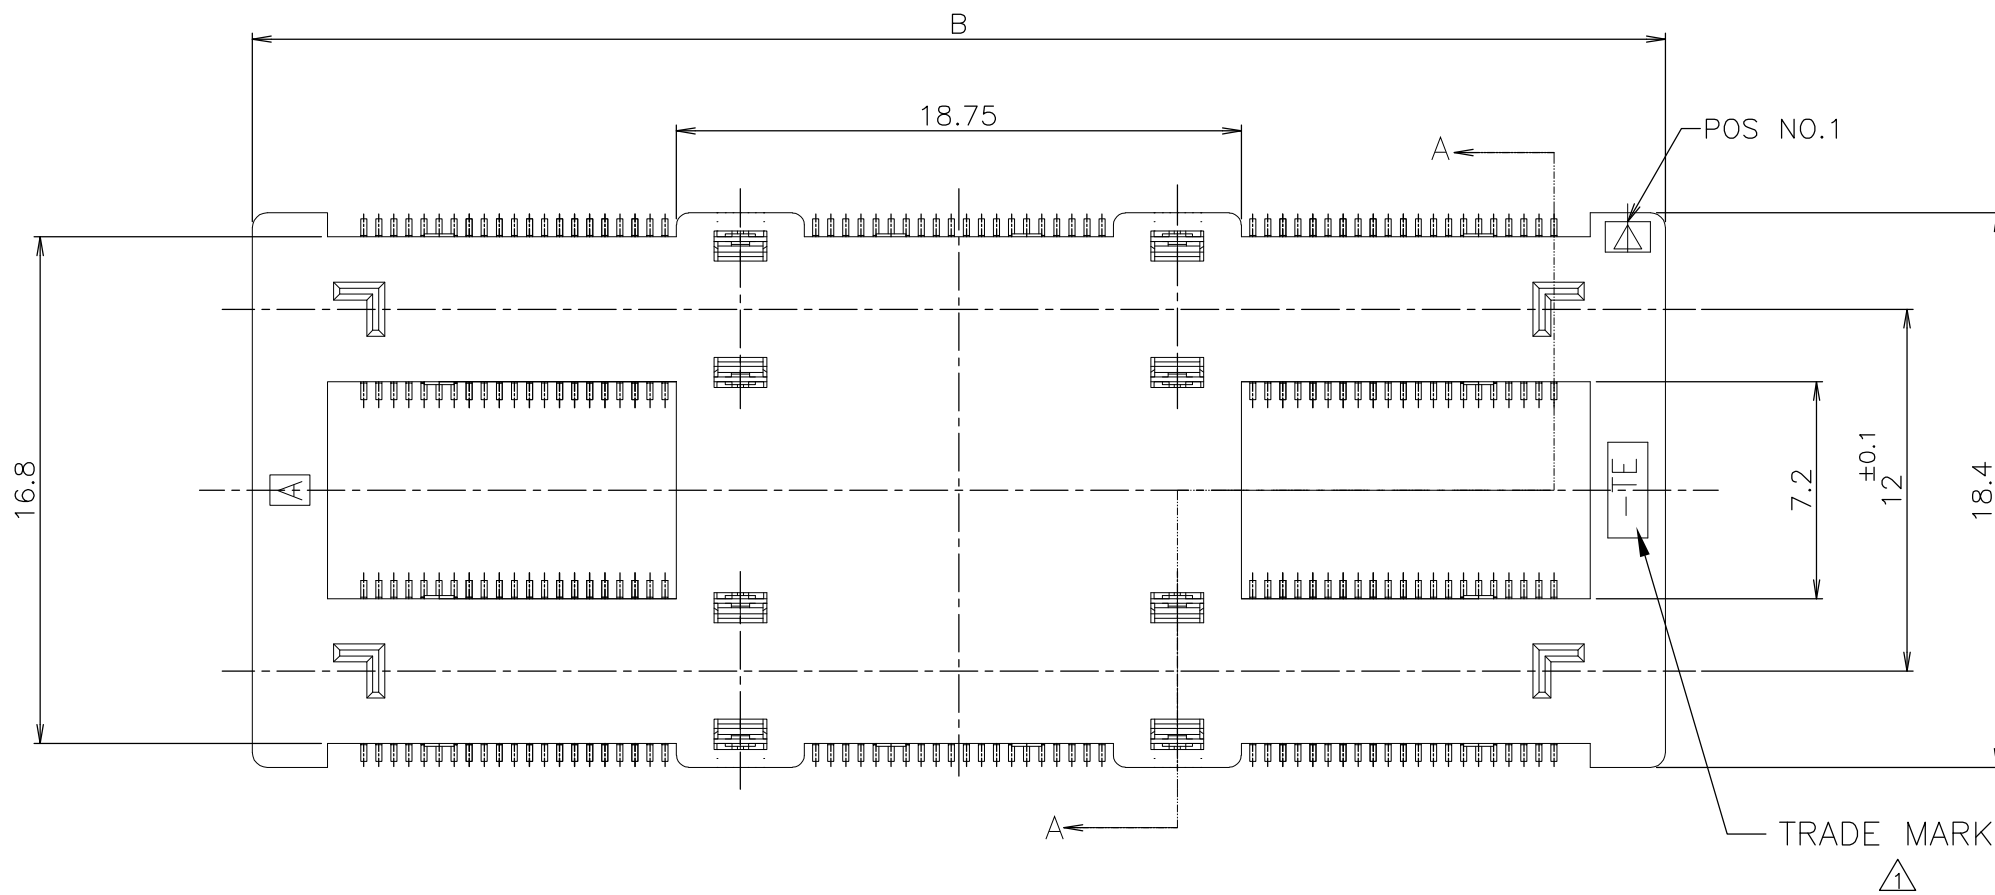 B
18.75
POS NO.1
A
16.8
A
TE
7.2
±0.1
12
18.4
A
TRADE MARK
1